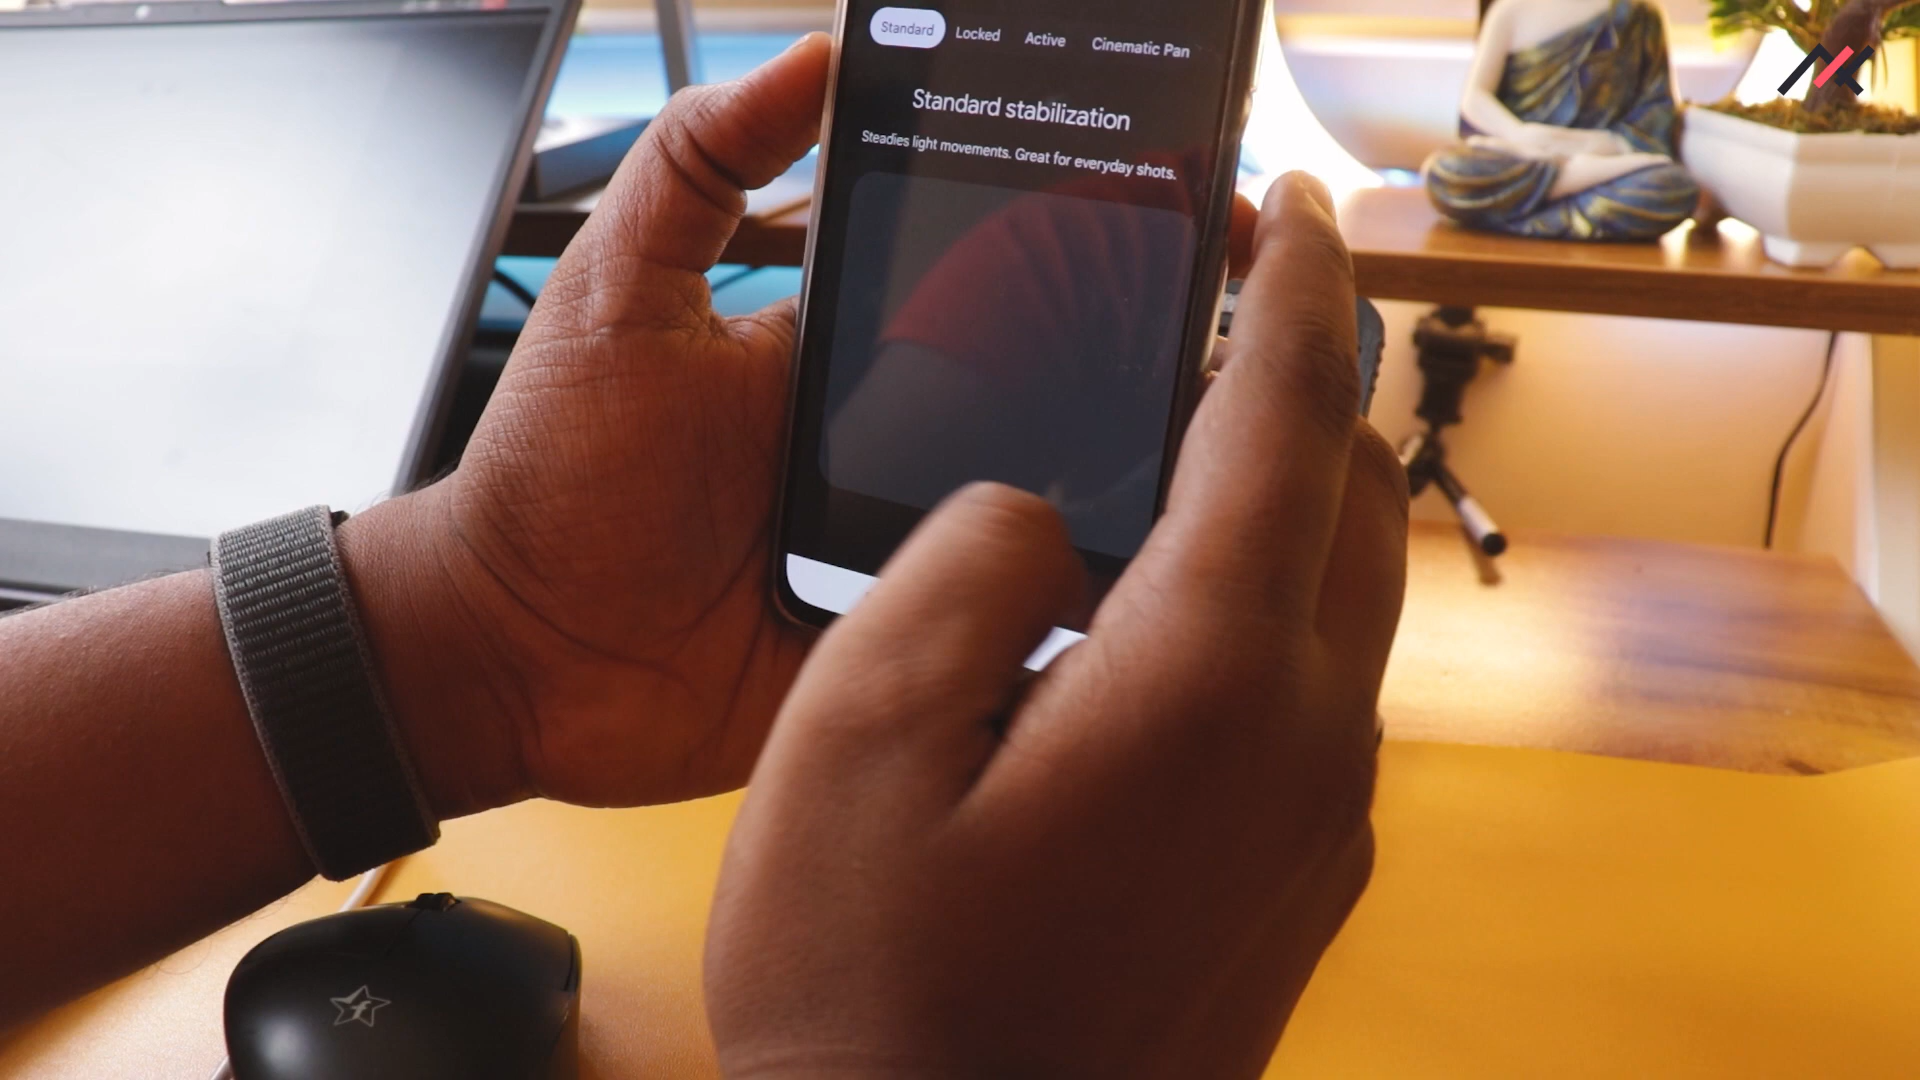 Standard Locked Active Cinematic Pan
Standard stabilization
Steadies light movements. Great for everyday shots.